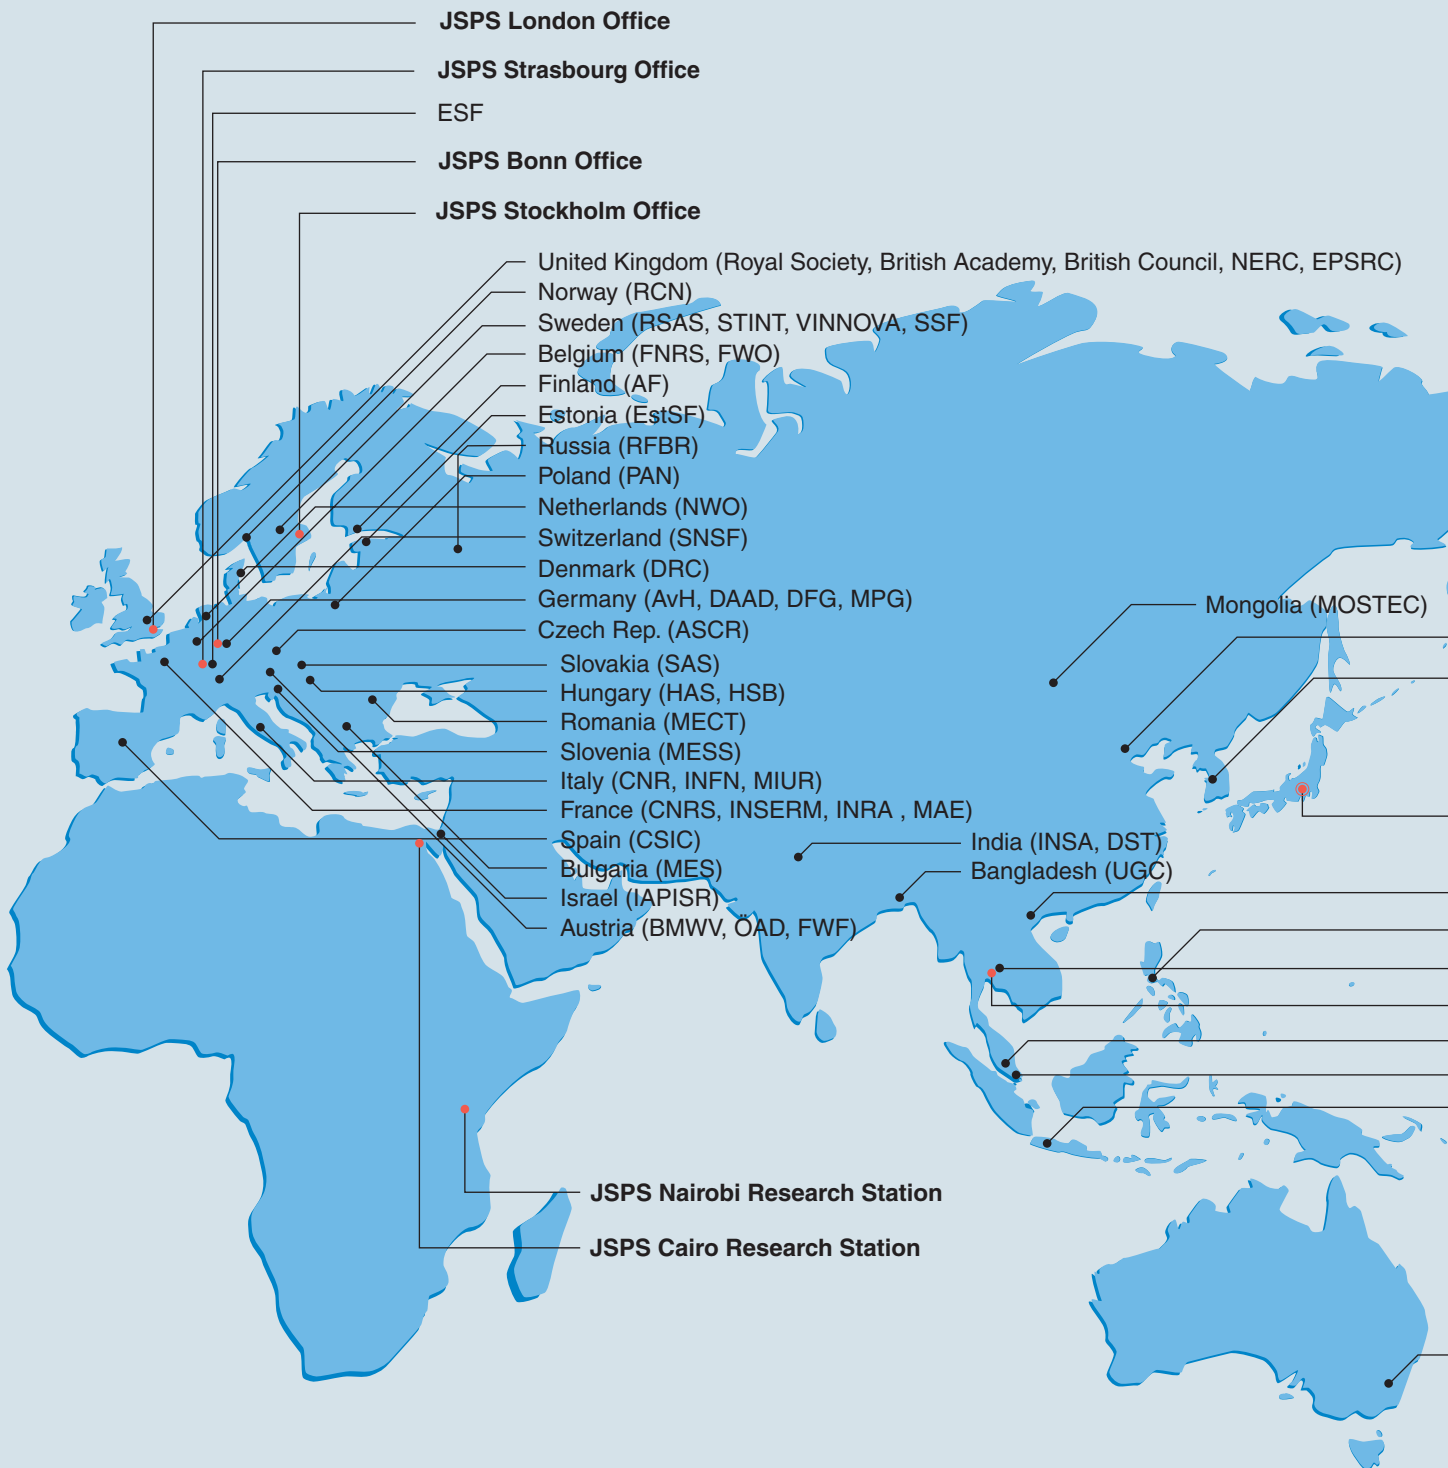 JSPS London Office
JSPS Strasbourg Office
ESF
JSPS Bonn Office
JSPS Stockholm Office
United Kingdom (Royal Society, British Academy, British Council, NERC, EPSRC)
Norway (RCN)
Sweden (RSAS, STINT, VINNOVA, SSF)
Belgium (FNRS, FWO)
Finland (AF)
Estonia (EstSF)
Russia (RFBR)
Poland (PAN)
Netherlands (NWO)
Switzerland (SNSF)
Denmark (DRC)
Germany (AvH, DAAD, DFG, MPG)
Mongolia (MOSTEC)
Czech Rep. (ASCR)
Slovakia (SAS)
Hungary (HAS, HSB)
Romania (MECT)
Slovenia (MESS)
Italy (CNR, INFN, MIUR)
France (CNRS, INSERM, INRA , MAE)
Spain (CSIC)
India (INSA, DST)
Bulgaria (MES)
Bangladesh (UGC)
Israel (IAPISR)
Austria (BMWV, ÖAD, FWF)
JSPS Nairobi Research Station
JSPS Cairo Research Station